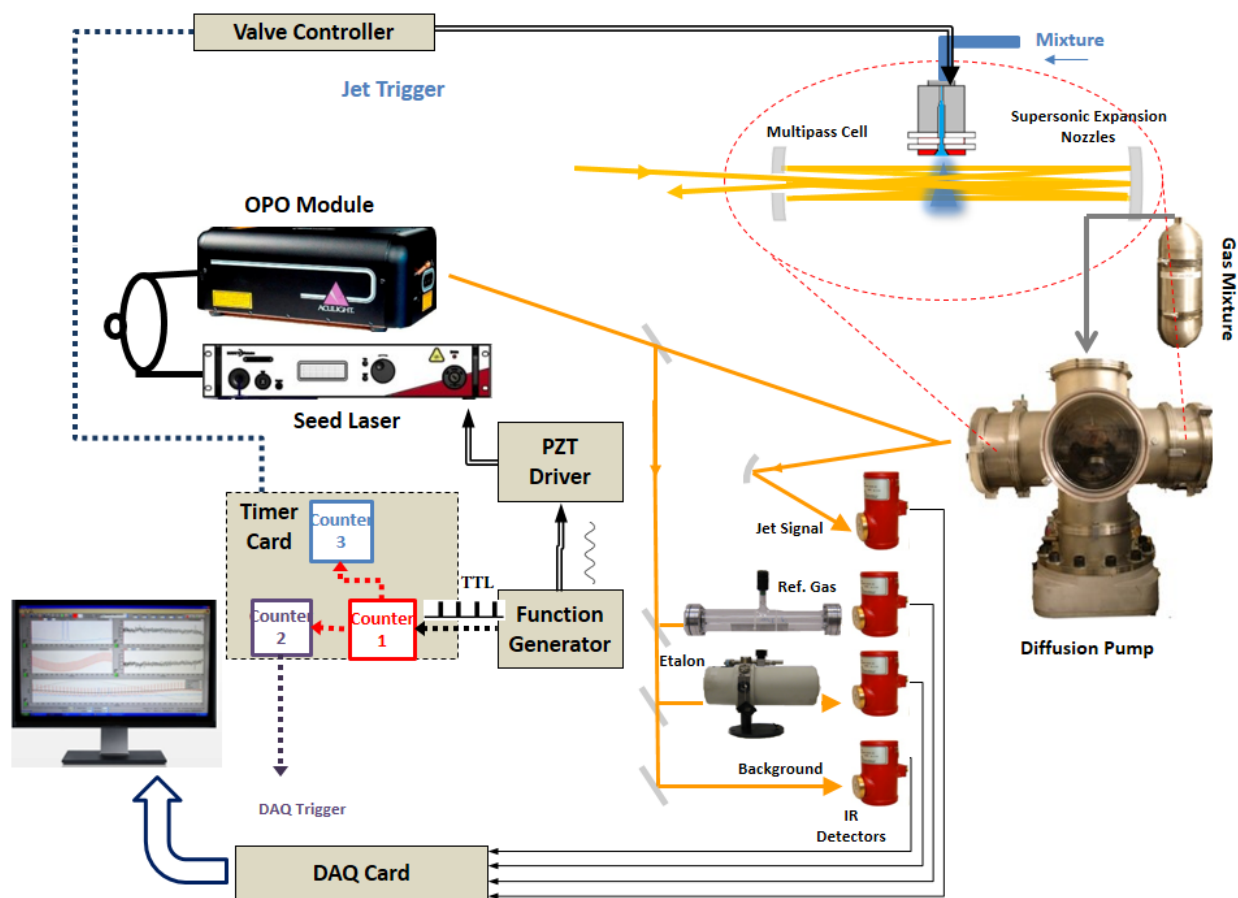 Valve Controller
Mixture
Jet Trigger
Multipass Cell
Supersonic Expansion
Nozzles
OPO Module
ACULIGHT
Gas Mixture
Seed Laser
PZT
Driver
Timer
Card
Counter
3
Jet Signal
TTL
Ref. Gas
Counter
2
Counter
1
Function
Generator
Etalon
Diffusion Pump
Background
DAQ Trigger
IR
Detectors
DAQ Card